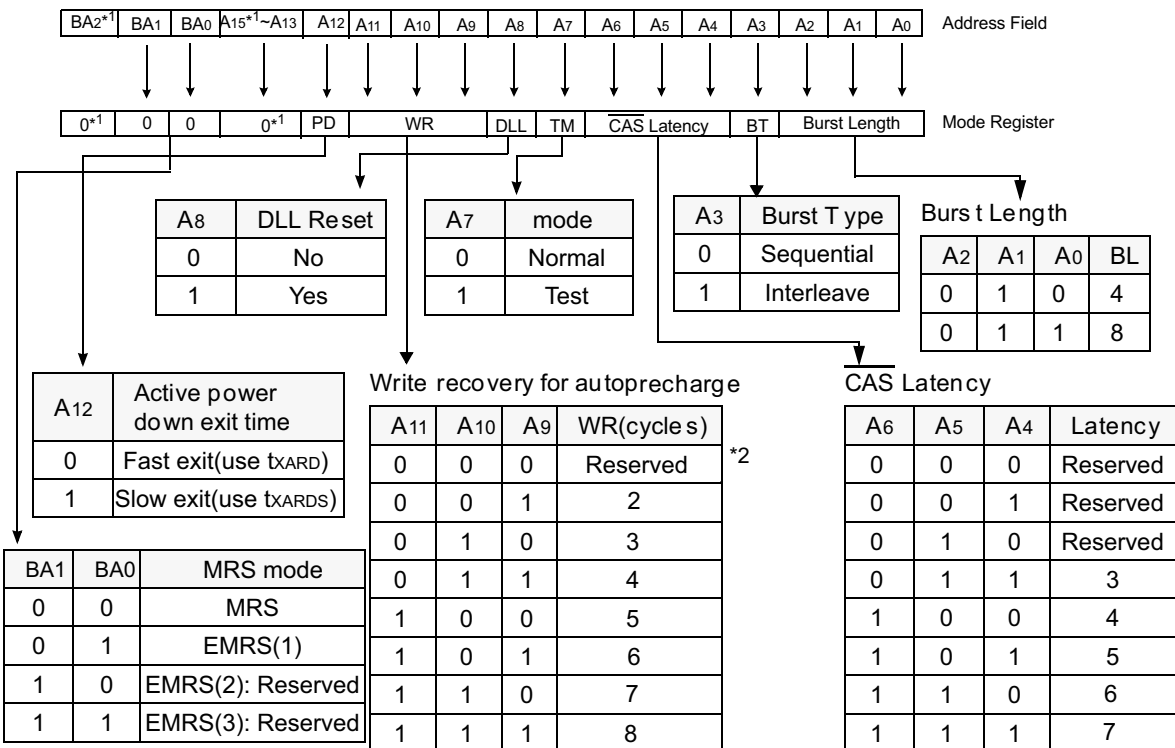 BA2*1 BA1 BA0 A15*1~A13 A12 A11 A10 A9 A8 A7 A6 A5 A4 A3 A2 A1 A0 Address Field
0*1 0 0 0*1 PD WR DLL TM CAS Latency BT Burst Length Mode Register
A8 DLL Reset
0 No
1 Yes
A7 mode
0 Normal
1 Test
A3 Burst Type
0 Sequential
1 Interleave
Burst Length
A2 A1 A0 BL
0 1 0 4
0 1 1 8
A12 Active power
down exit time
0 Fast exit(use tXARD)
1 Slow exit(use tXARDS)
BA1 BA0 MRS mode
0 0 MRS
0 1 EMRS(1)
1 0 EMRS(2): Reserved
1 1 EMRS(3): Reserved
Write recovery for autoprecharge
A11 A10 A9 WR(cycles)
0 0 0 Reserved *2
0 0 1 2
0 1 0 3
0 1 1 4
1 0 0 5
1 0 1 6
1 1 0 7
1 1 1 8
CAS Latency
A6 A5 A4 Latency
0 0 0 Reserved
0 0 1 Reserved
0 1 0 Reserved
0 1 1 3
1 0 0 4
1 0 1 5
1 1 0 6
1 1 1 7